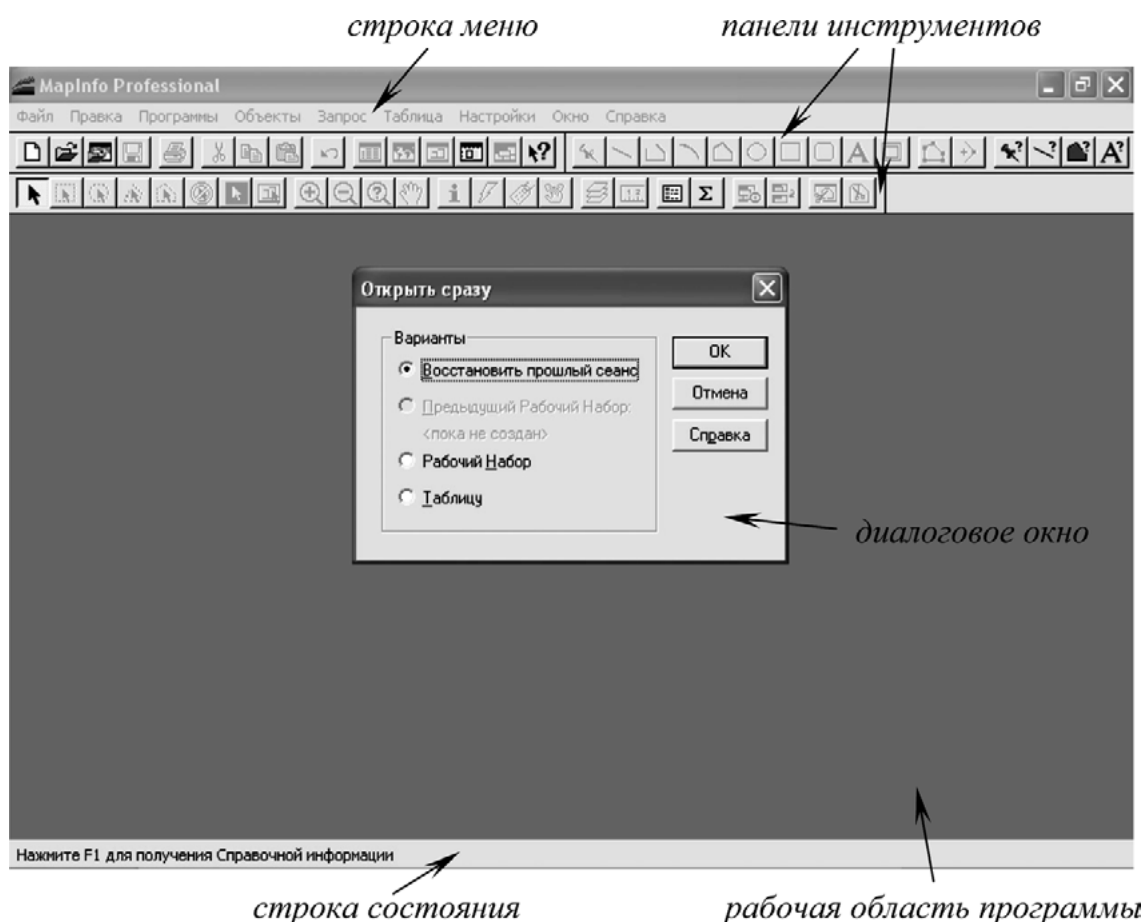 строка меню
панели инструментов
MapInfo Professional
Файл Правка Программы Объекты Запрос Таблица Настройки Окно Справка
Открыть сразу
Варианты
Восстановить прошлый сеанс
Предыдущий Рабочий Набор:
<пока не создан>
Рабочий Набор
Таблицу
OK
Отмена
Справка
диалоговое окно
Нажмите F1 для получения Справочной информации
строка состояния
рабочая область программы